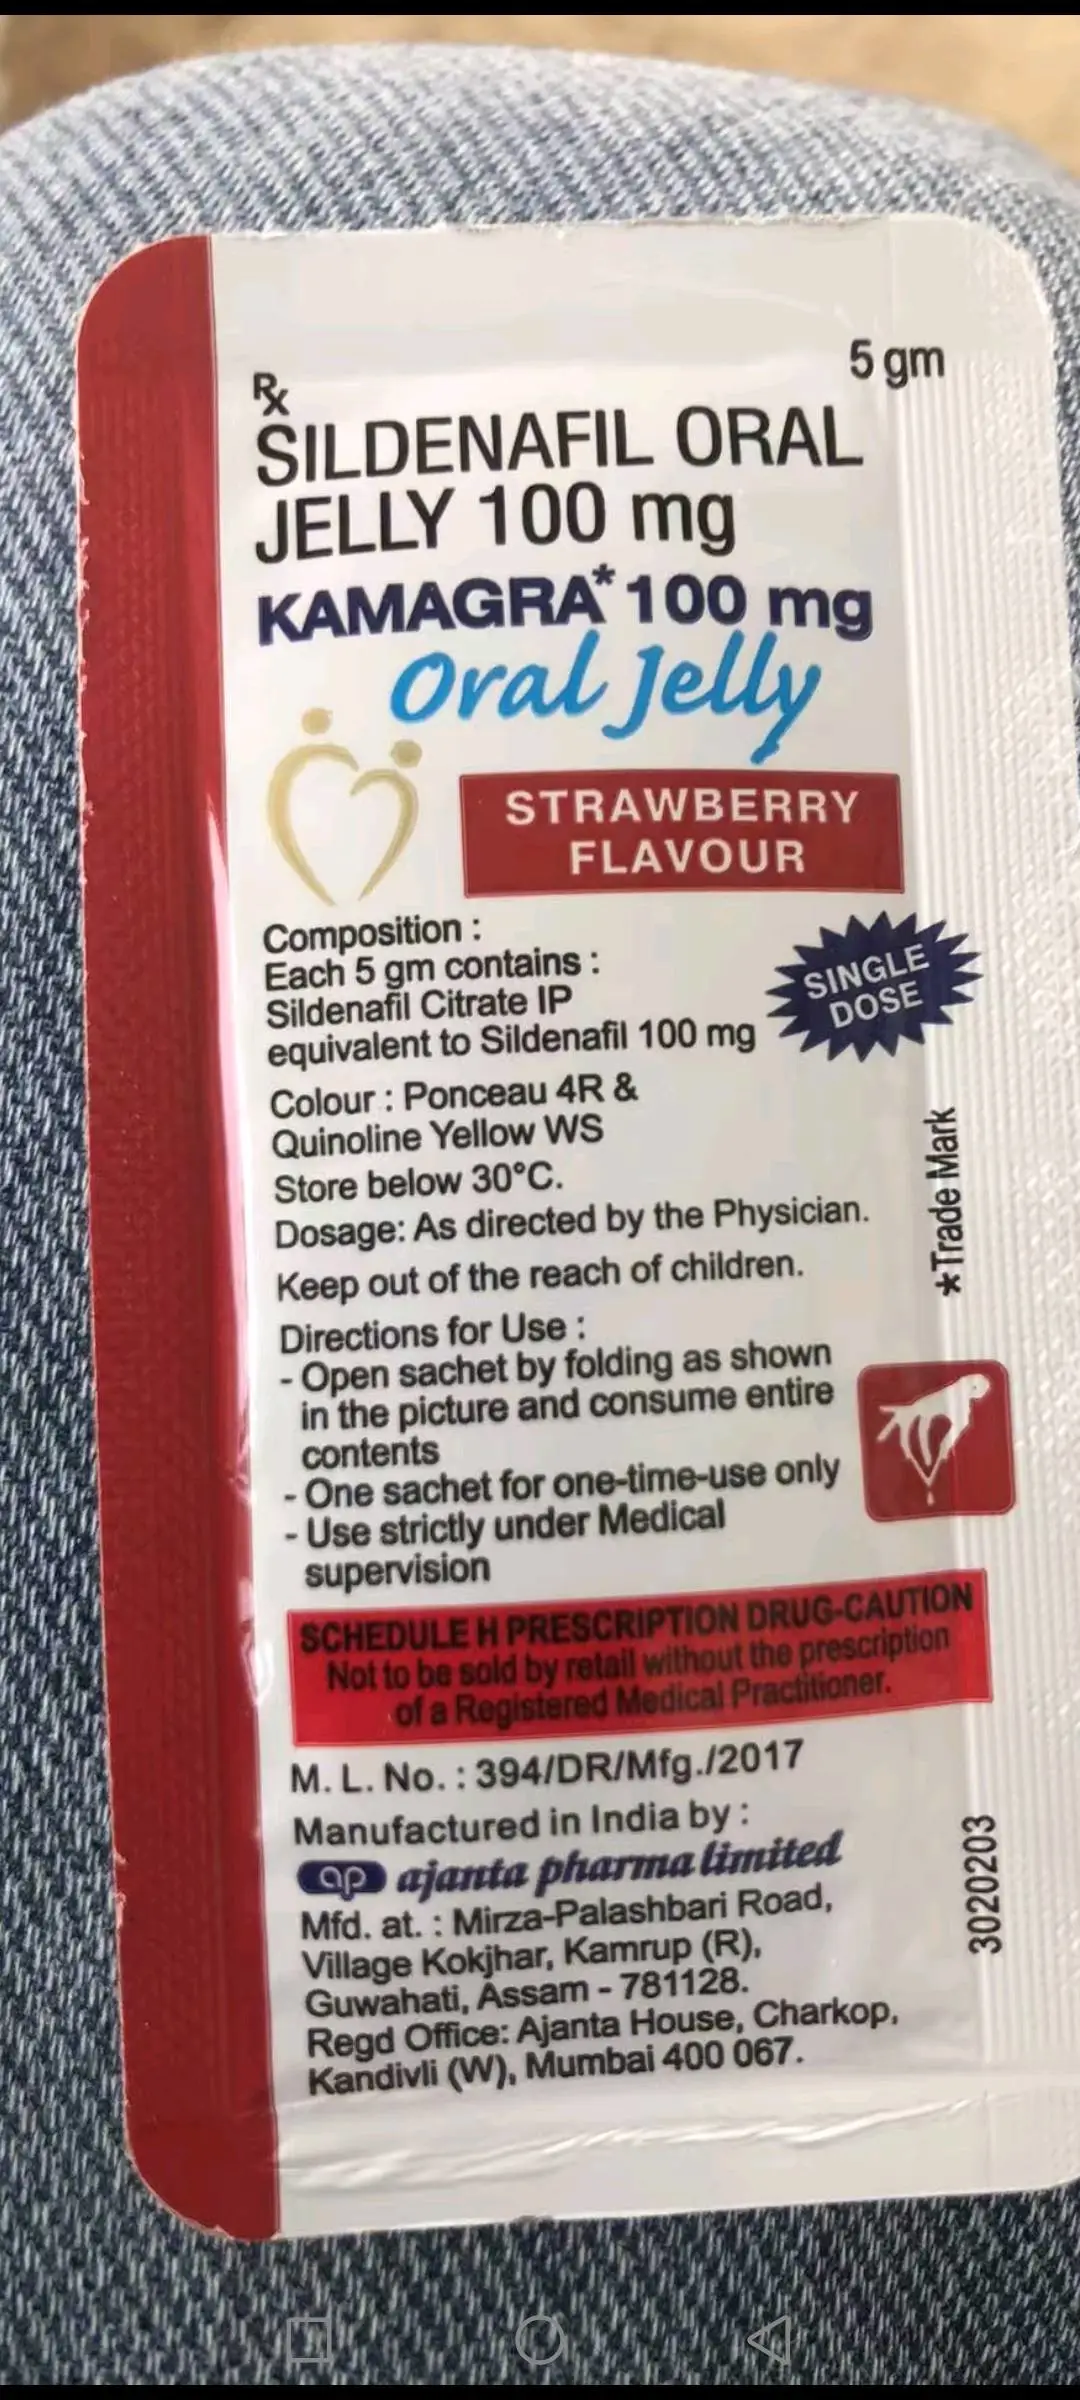 Rx
5 gm
SILDENAFIL ORAL
JELLY 100 mg
KAMAGRA* 100 mg
Oral Jelly
STRAWBERRY
FLAVOUR
Composition :
Each 5 gm contains :
Sildenafil Citrate IP
equivalent to Sildenafil 100 mg
SINGLE
DOSE
Colour : Ponceau 4R &
Quinoline Yellow WS
Store below 30°C.
Dosage: As directed by the Physician.
Keep out of the reach of children.
*Trade Mark
Directions for Use :
- Open sachet by folding as shown
in the picture and consume entire
contents
- One sachet for one-time-use only
- Use strictly under Medical
supervision
SCHEDULE H PRESCRIPTION DRUG-CAUTION
Not to be sold by retail without the prescription
of a Registered Medical Practitioner.
M. L. No. : 394/DR/Mfg./2017
Manufactured in India by :
ap ajanta pharma limited
Mfd. at. : Mirza-Palashbari Road,
Village Kokjhar, Kamrup (R),
Guwahati, Assam - 781128.
Regd Office: Ajanta House, Charkop,
Kandivli (W), Mumbai 400 067.
3020203